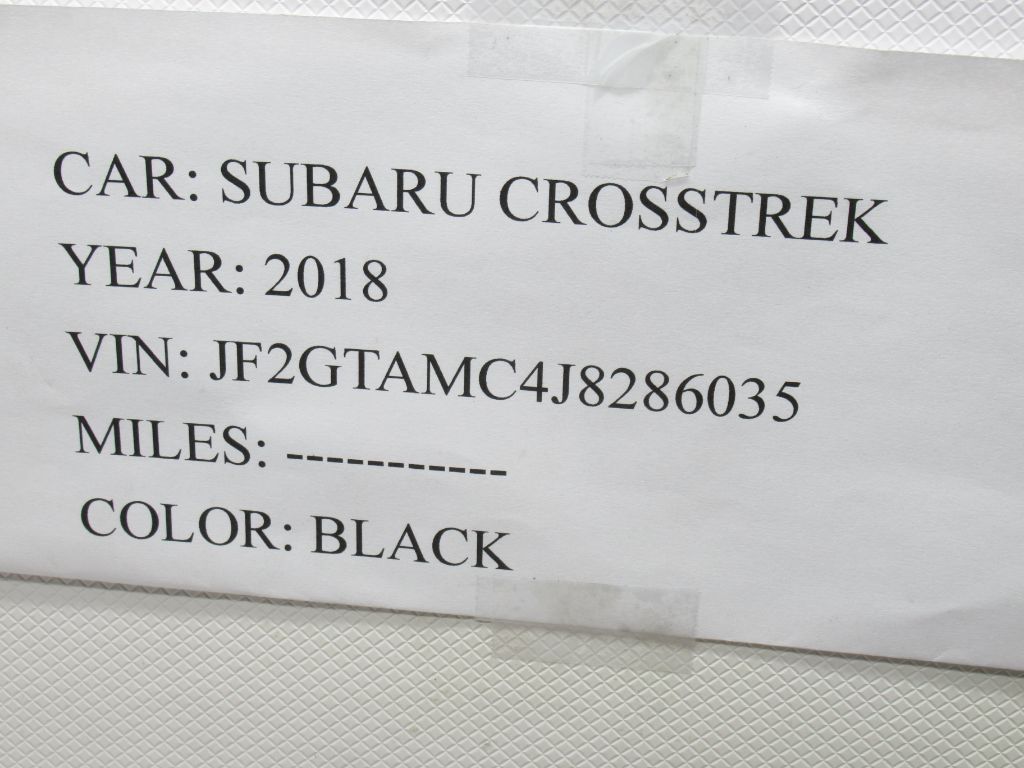 CAR: SUBARU CROSSTREK
YEAR: 2018
VIN: JF2GTAMC4J8286035
MILES: -----------
COLOR: BLACK